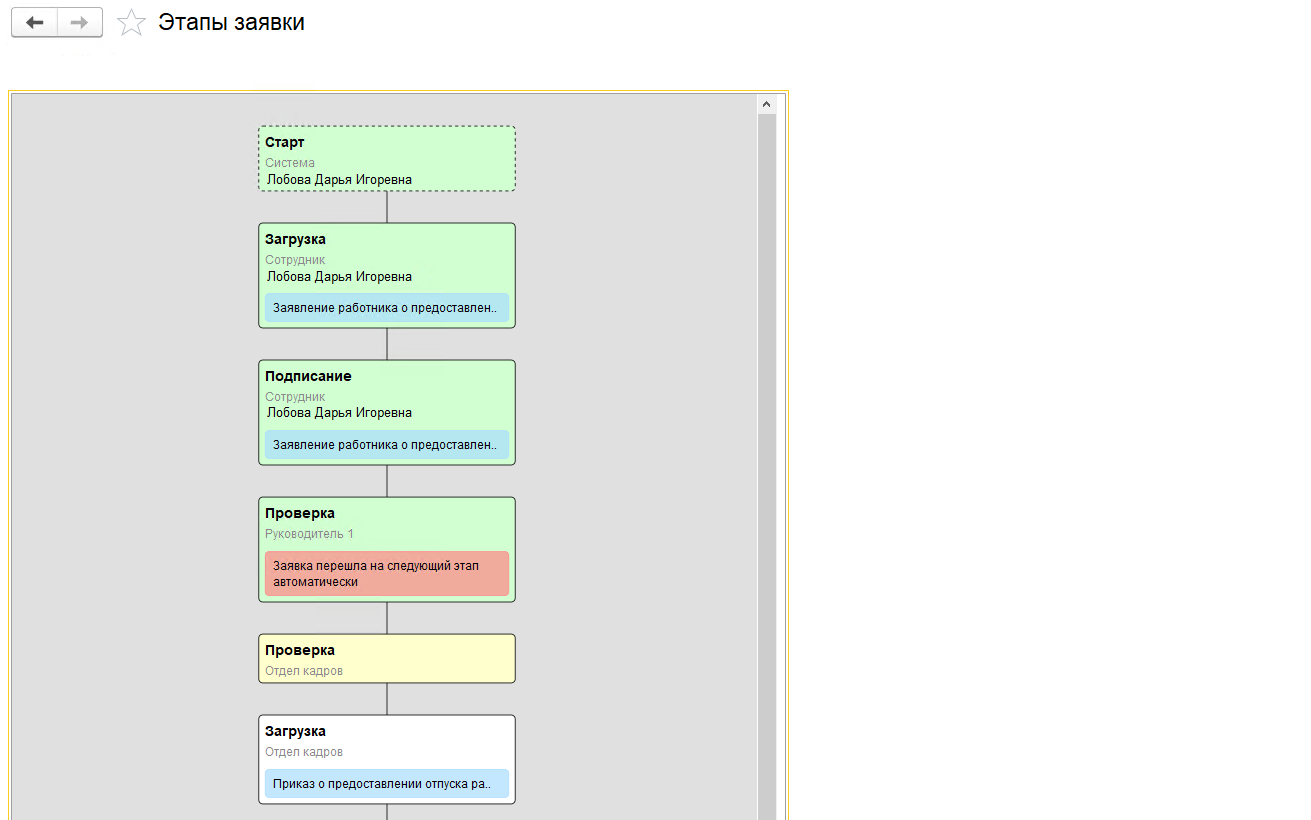 Этапы заявки
Старт
Система
Лобова Дарья Игоревна
Загрузка
Сотрудник
Лобова Дарья Игоревна
Заявление работника о предоставлен..
Подписание
Сотрудник
Лобова Дарья Игоревна
Заявление работника о предоставлен..
Проверка
Руководитель 1
Заявка перешла на следующий этап
автоматически
Проверка
Отдел кадров
Загрузка
Отдел кадров
Приказ о предоставлении отпуска ра..